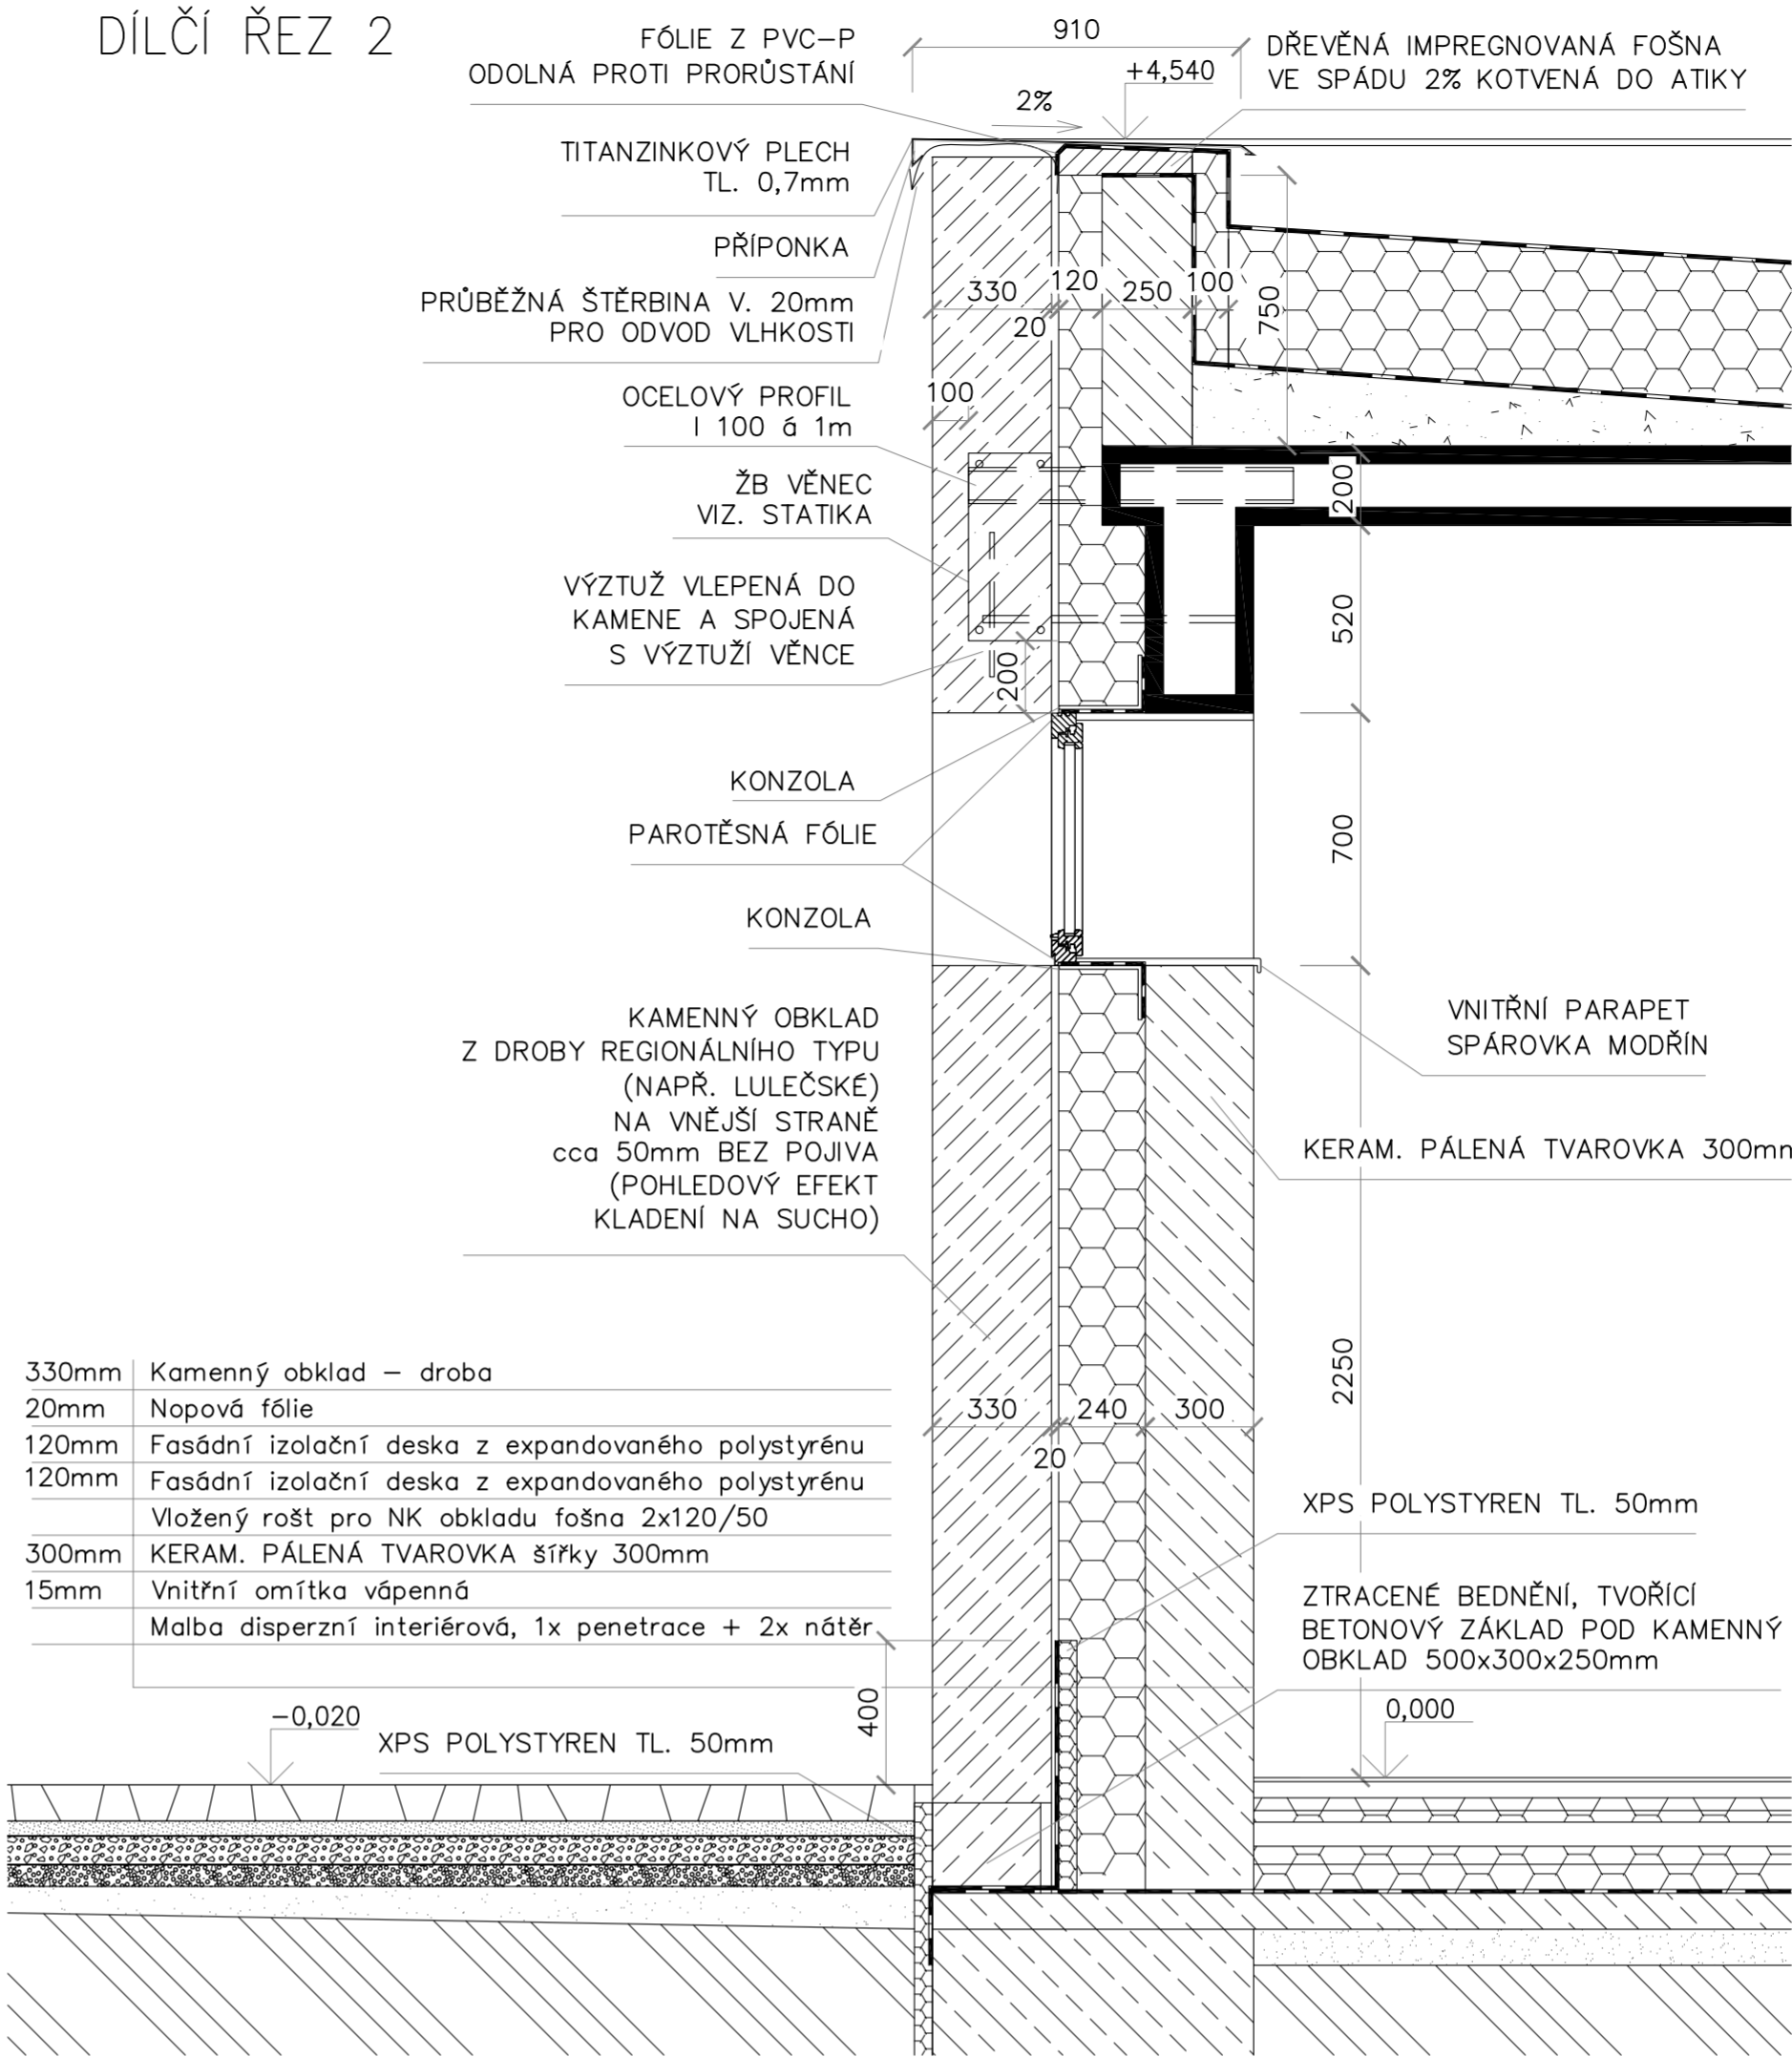 DÍLČÍ ŘEZ 2
FÓLIE Z PVC-P
ODOLNÁ PROTI PRORŮSTÁNÍ
910
+4,540
2%
DŘEVĚNÁ IMPREGNOVANÁ FOŠNA
VE SPÁDU 2% KOTVENÁ DO ATIKY
TITANZINKOVÝ PLECH
TL. 0,7mm
PŘÍPONKA
PRŮBĚŽNÁ ŠTĚRBINA V. 20mm
PRO ODVOD VLHKOSTI
330
20
120
250
100
750
100
OCELOVÝ PROFIL
I 100 á 1m
ŽB VĚNEC
VIZ. STATIKA
200
VÝZTUŽ VLEPENÁ DO
KAMENE A SPOJENÁ
S VÝZTUŽÍ VĚNCE
200
520
KONZOLA
PAROTĚSNÁ FÓLIE
700
KONZOLA
KAMENNÝ OBKLAD
Z DROBY REGIONÁLNÍHO TYPU
(NAPŘ. LULEČSKÉ)
NA VNĚJŠÍ STRANĚ
cca 50mm BEZ POJIVA
(POHLEDOVÝ EFEKT
KLADENÍ NA SUCHO)
VNITŘNÍ PARAPET
SPÁROVKA MODŘÍN
KERAM. PÁLENÁ TVAROVKA 300mm
2250
330
20
240
300
330mm Kamenný obklad – droba
20mm Nopová fólie
120mm Fasádní izolační deska z expandovaného polystyrénu
120mm Fasádní izolační deska z expandovaného polystyrénu
Vložený rošt pro NK obkladu fošna 2x120/50
300mm KERAM. PÁLENÁ TVAROVKA šířky 300mm
15mm Vnitřní omítka vápenná
Malba disperzní interiérová, 1x penetrace + 2x nátěr
XPS POLYSTYREN TL. 50mm
ZTRACENÉ BEDNĚNÍ, TVOŘÍCÍ
BETONOVÝ ZÁKLAD POD KAMENNÝ
OBKLAD 500x300x250mm
400
-0,020
0,000
XPS POLYSTYREN TL. 50mm